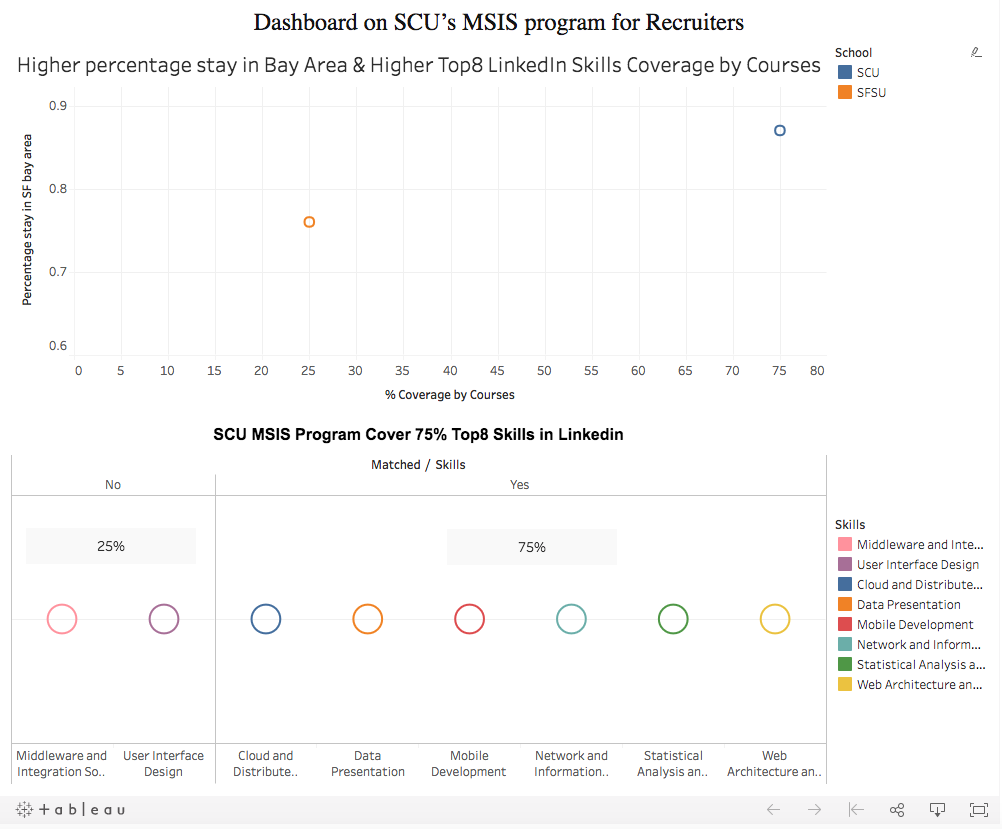 Dashboard on SCU’s MSIS program for Recruiters
Higher percentage stay in Bay Area & Higher Top8 LinkedIn Skills Coverage by Courses
School
SCU
SFSU
Percentage stay in SF bay area
0.9
0.8
0.7
0.6
0 5 10 15 20 25 30 35 40 45 50 55 60 65 70 75 80
% Coverage by Courses
SCU MSIS Program Cover 75% Top8 Skills in Linkedin
Matched / Skills
No Yes
25% 75%
Middleware and
Integration So..
User Interface
Design
Cloud and
Distribute..
Data
Presentation
Mobile
Development
Network and
Information..
Statistical
Analysis an..
Web
Architecture an..
Skills
Middleware and Inte...
User Interface Design
Cloud and Distribute...
Data Presentation
Mobile Development
Network and Inform...
Statistical Analysis a...
Web Architecture an...
+ableau